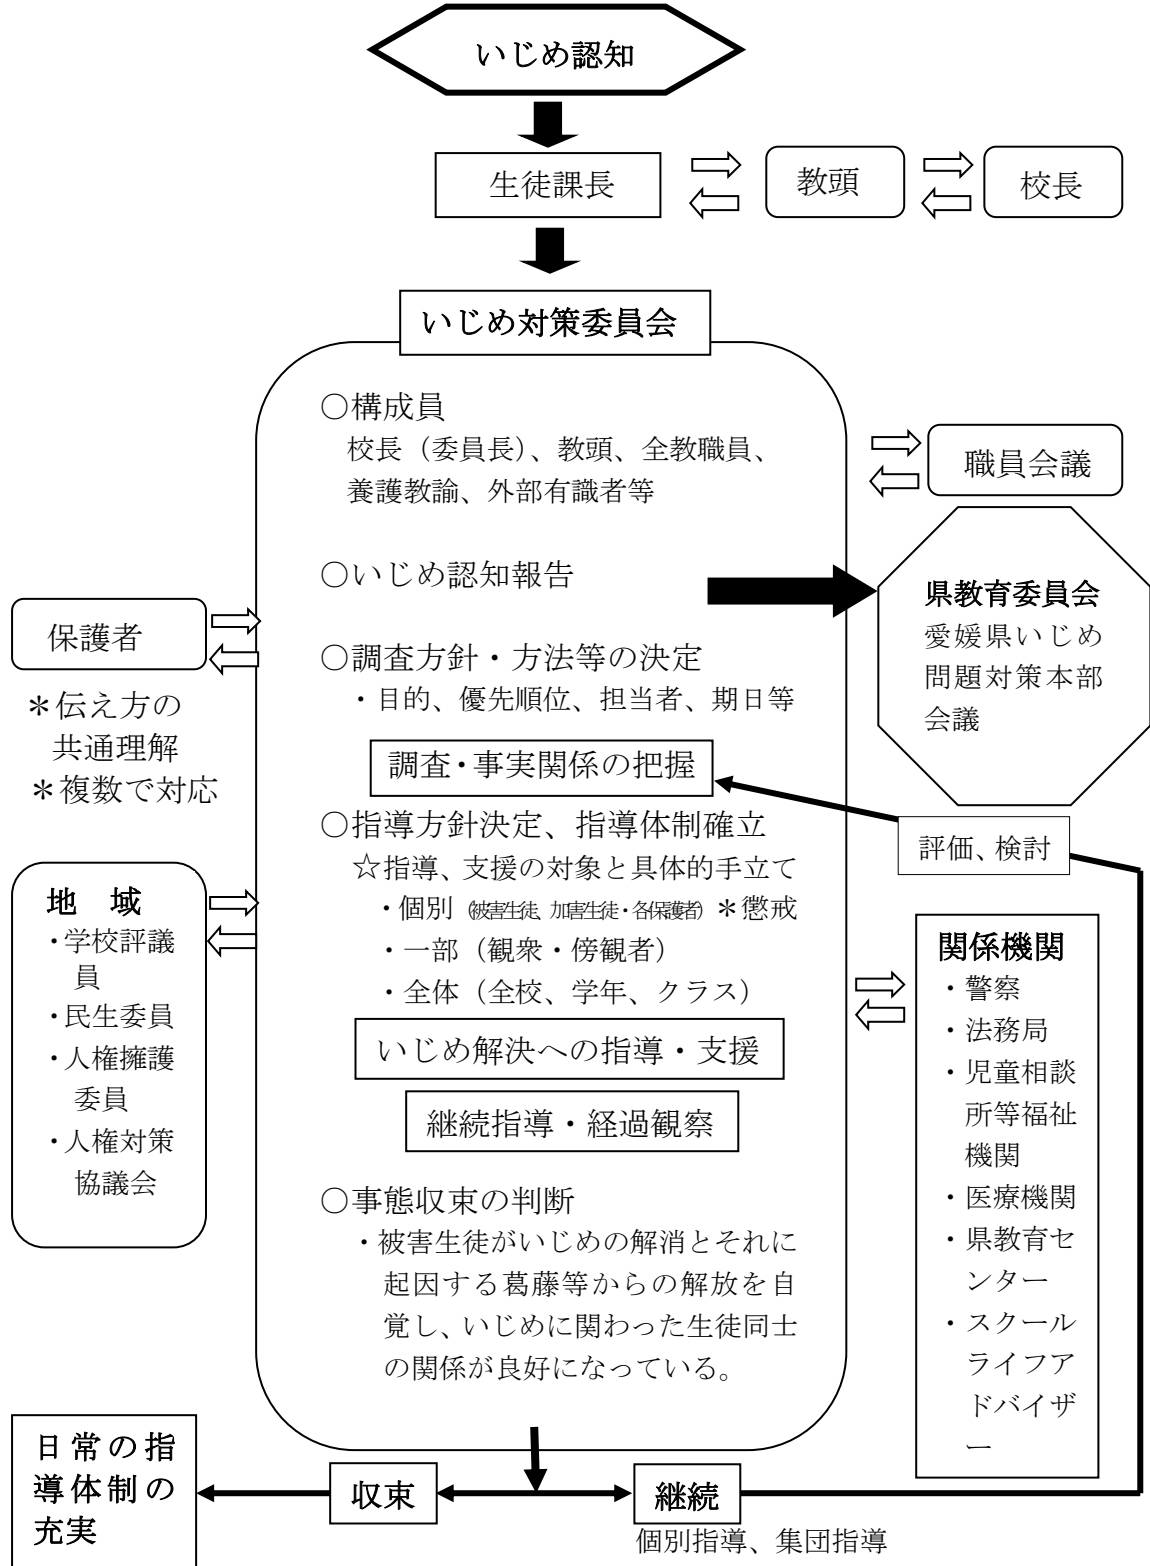 いじめ認知
生徒課長
教頭
校長
いじめ対策委員会
○構成員
校長（委員長）、教頭、全教職員、
養護教諭、外部有識者等
職員会議
○いじめ認知報告
県教育委員会
愛媛県いじめ
問題対策本部
会議
保護者
＊伝え方の
共通理解
＊複数で対応
○調査方針・方法等の決定
・目的、優先順位、担当者、期日等
調査・事実関係の把握
○指導方針決定、指導体制確立
☆指導、支援の対象と具体的手立て
・個別（被害生徒、加害生徒・各保護者）＊懲戒
・一部（観衆・傍観者）
・全体（全校、学年、クラス）
評価、検討
地　域
・学校評議
員
・民生委員
・人権擁護
委員
・人権対策
協議会
関係機関
・警察
・法務局
・児童相談
所等福祉
機関
・医療機関
・県教育セ
ンター
・スクール
ライフア
ドバイザ
ー
いじめ解決への指導・支援
継続指導・経過観察
○事態収束の判断
・被害生徒がいじめの解消とそれに
起因する葛藤等からの解放を自
覚し、いじめに関わった生徒同士
の関係が良好になっている。
日常の指
導体制の
充実
収束
継続
個別指導、集団指導